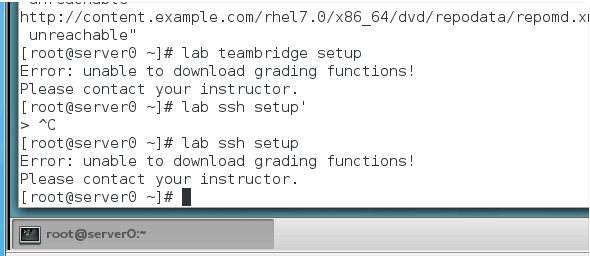 http://content.example.com/rhel7.0/x86_64/dvd/repodata/repomd.x
unreachable"
[root@server0 ~]# lab teambridge setup
Error: unable to download grading functions!
Please contact your instructor.
[root@server0 ~]# lab ssh setup'
> ^C
[root@server0 ~]# lab ssh setup
Error: unable to download grading functions!
Please contact your instructor.
[root@server0 ~]#
root@server0:~